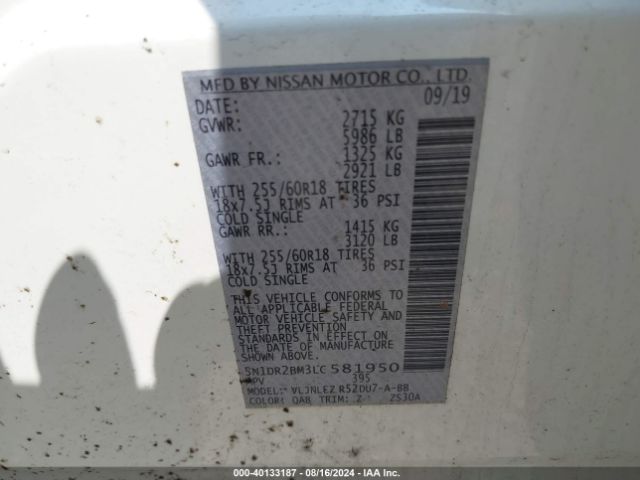 MFD BY NISSAN MOTOR CO., LTD.
DATE: 09/19
GVWR: 2715 KG
5986 LB
GAWR FR.: 1325 KG
2921 LB
WITH 255/60R18 TIRES
18x7.5J RIMS AT 36 PSI
COLD SINGLE
GAWR RR.: 1415 KG
3120 LB
WITH 255/60R18 TIRES
18x7.5J RIMS AT 36 PSI
COLD SINGLE
THIS VEHICLE CONFORMS TO
ALL APPLICABLE FEDERAL
MOTOR VEHICLE SAFETY AND
THEFT PREVENTION
STANDARDS IN EFFECT ON
THE DATE OF MANUFACTURE
SHOWN ABOVE.
5N1DR2BM3LC581950
MPV 395
MODEL: VLJNLEZ R52DU7-A-BB
COLOR: QAB TRIM: Z ZS30A
000-40133187 - 08/16/2024 - IAA Inc.